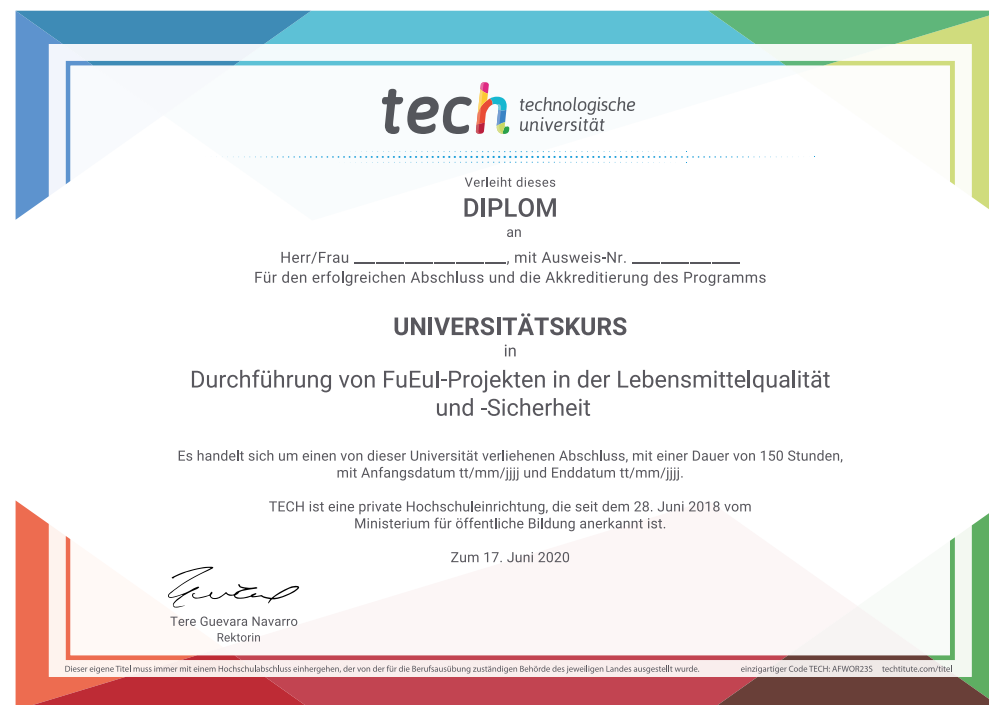 tech technologische
universität
Verleiht dieses
DIPLOM
an
Herr/Frau ____________________, mit Ausweis-Nr. ______________
Für den erfolgreichen Abschluss und die Akkreditierung des Programms
UNIVERSITÄTSKURS
in
Durchführung von FuEuI-Projekten in der Lebensmittelqualität
und -Sicherheit
Es handelt sich um einen von dieser Universität verliehenen Abschluss, mit einer Dauer von 150 Stunden,
mit Anfangsdatum tt/mm/jjjj und Enddatum tt/mm/jjjj.
TECH ist eine private Hochschuleinrichtung, die seit dem 28. Juni 2018 vom
Ministerium für öffentliche Bildung anerkannt ist.
Zum 17. Juni 2020
Tere Guevara Navarro
Rektorin
Dieser eigene Titel muss immer mit einem Hochschulabschluss einhergehen, der von der für die Berufsausübung zuständigen Behörde des jeweiligen Landes ausgestellt wurde. einzigartiger Code TECH: AFWOR23S techtitute.com/titel